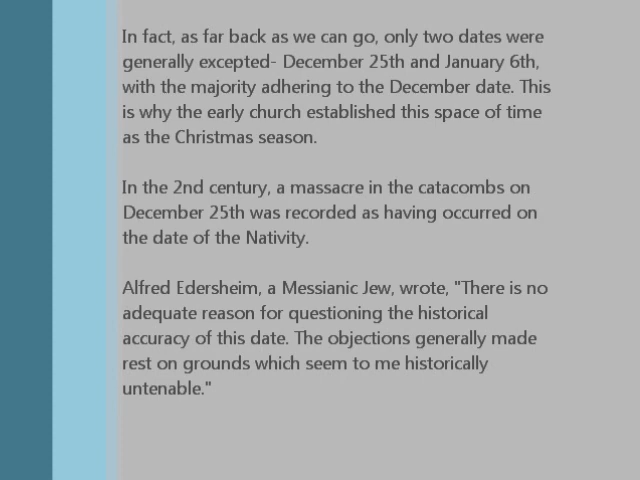 In fact, as far back as we can go, only two dates were
generally excepted- December 25th and January 6th,
with the majority adhering to the December date. This
is why the early church established this space of time
as the Christmas season.
In the 2nd century, a massacre in the catacombs on
December 25th was recorded as having occurred on
the date of the Nativity.
Alfred Edersheim, a Messianic Jew, wrote, "There is no
adequate reason for questioning the historical
accuracy of this date. The objections generally made
rest on grounds which seem to me historically
untenable."